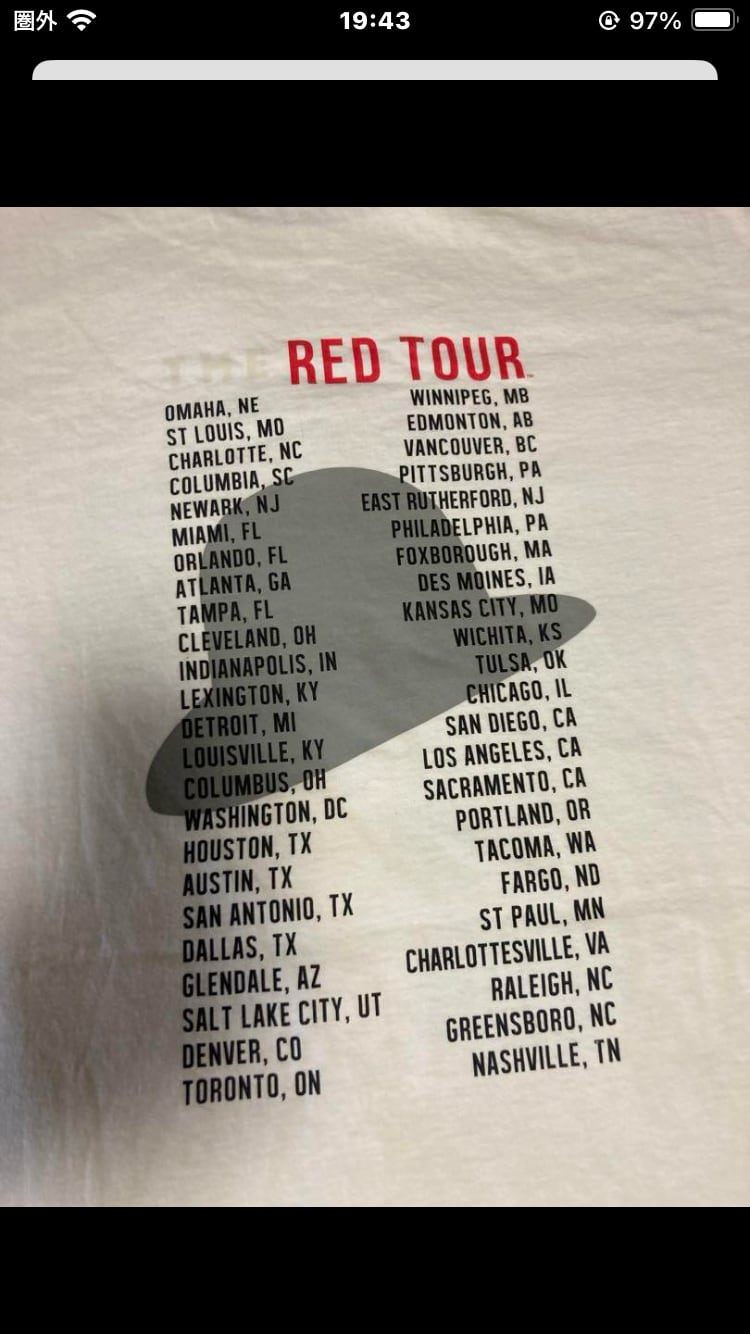 圏外 19:43 97%
THE RED TOUR
OMAHA, NE
ST LOUIS, MO
CHARLOTTE, NC
COLUMBIA, SC
NEWARK, NJ
MIAMI, FL
ORLANDO, FL
ATLANTA, GA
TAMPA, FL
CLEVELAND, OH
INDIANAPOLIS, IN
LEXINGTON, KY
DETROIT, MI
LOUISVILLE, KY
COLUMBUS, OH
WASHINGTON, DC
HOUSTON, TX
AUSTIN, TX
SAN ANTONIO, TX
DALLAS, TX
GLENDALE, AZ
SALT LAKE CITY, UT
DENVER, CO
TORONTO, ON
WINNIPEG, MB
EDMONTON, AB
VANCOUVER, BC
PITTSBURGH, PA
EAST RUTHERFORD, NJ
PHILADELPHIA, PA
FOXBOROUGH, MA
DES MOINES, IA
KANSAS CITY, MO
WICHITA, KS
TULSA, OK
CHICAGO, IL
SAN DIEGO, CA
LOS ANGELES, CA
SACRAMENTO, CA
PORTLAND, OR
TACOMA, WA
FARGO, ND
ST PAUL, MN
CHARLOTTESVILLE, VA
RALEIGH, NC
GREENSBORO, NC
NASHVILLE, TN